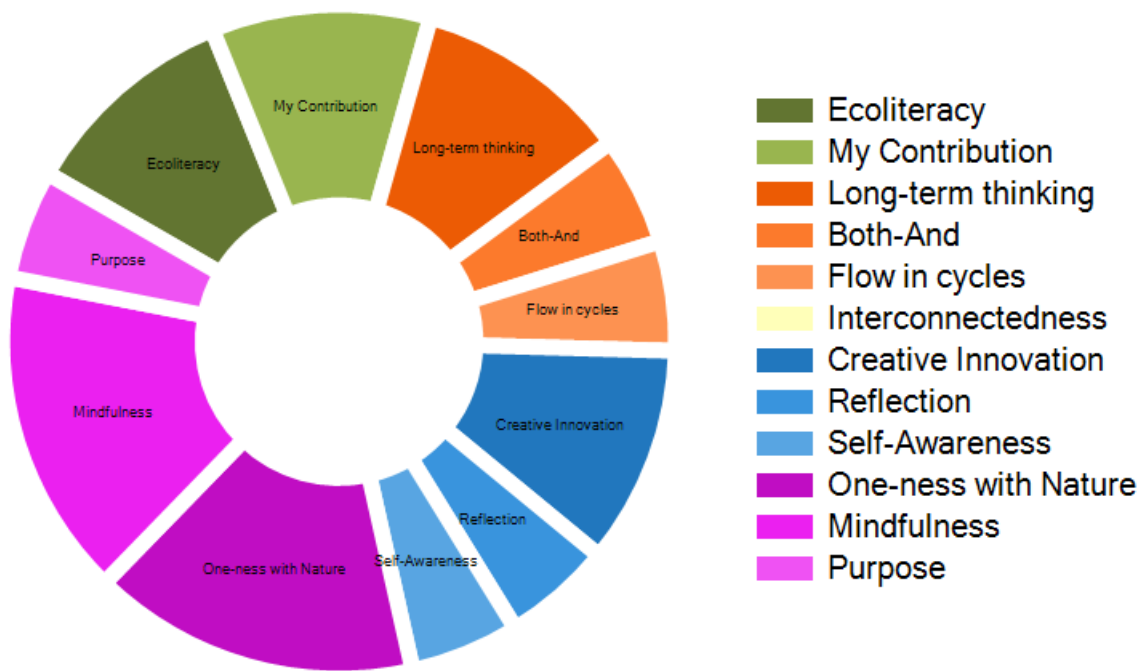 My Contribution
Long-term thinking
Ecoliteracy
Both-And
Purpose
Flow in cycles
Mindfulness
Creative Innovation
Reflection
Self-Awareness
One-ness with Nature
Ecoliteracy
My Contribution
Long-term thinking
Both-And
Flow in cycles
Interconnectedness
Creative Innovation
Reflection
Self-Awareness
One-ness with Nature
Mindfulness
Purpose